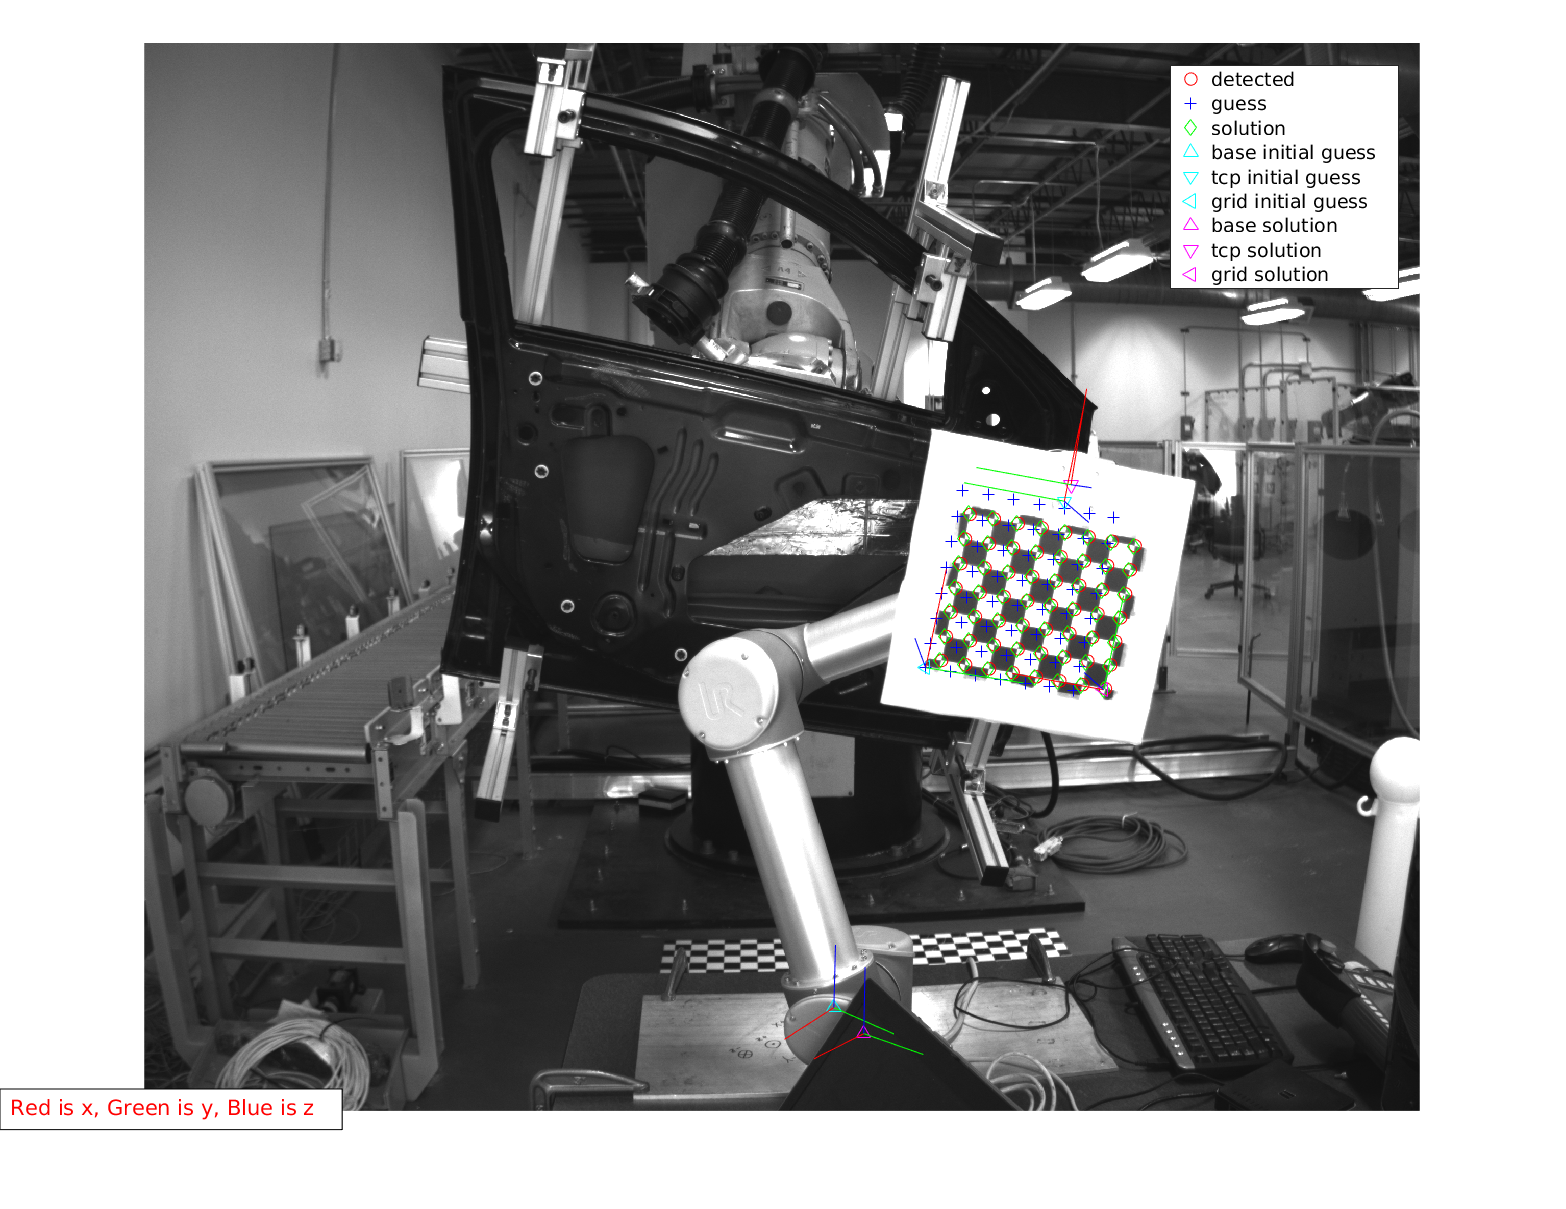 detected
guess
solution
base initial guess
tcp initial guess
grid initial guess
base solution
tcp solution
grid solution
UR
Red is x, Green is y, Blue is z